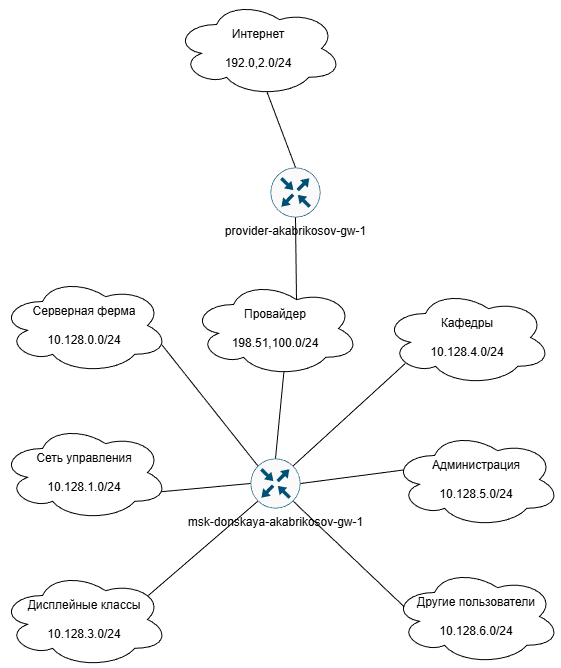 Интернет
192.0,2.0/24
provider-akabrikosov-gw-1
Серверная ферма
10.128.0.0/24
Провайдер
198.51,100.0/24
Кафедры
10.128.4.0/24
Сеть управления
10.128.1.0/24
Администрация
10.128.5.0/24
msk-donskaya-akabrikosov-gw-1
Дисплейные классы
10.128.3.0/24
Другие пользователи
10.128.6.0/24